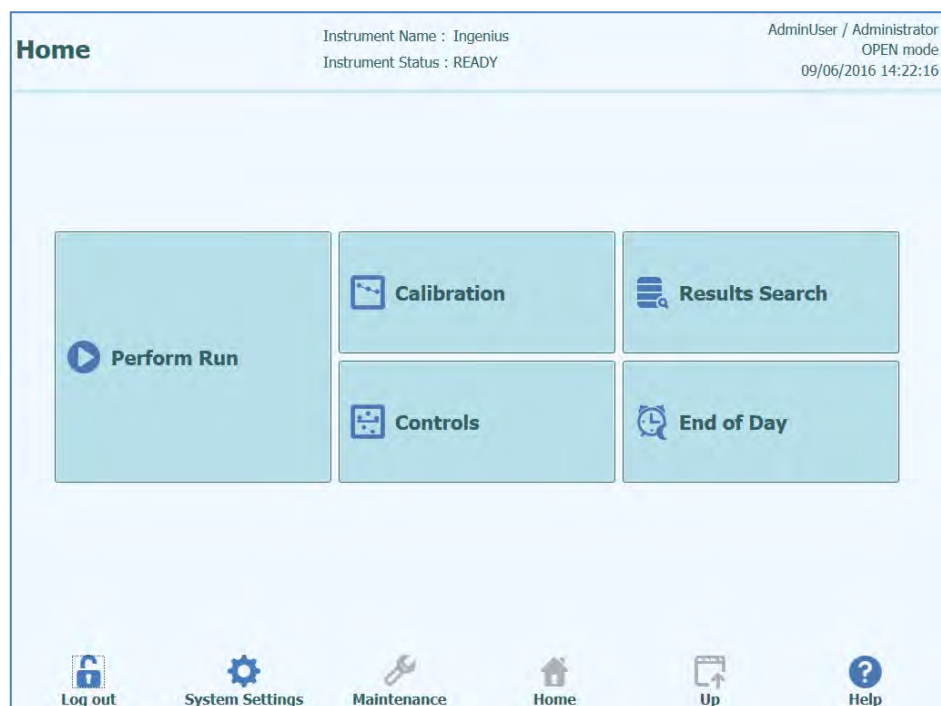 Home
Instrument Name : Ingenius
Instrument Status : READY
AdminUser / Administrator
OPEN mode
09/06/2016 14:22:16
Perform Run
Calibration
Results Search
Controls
End of Day
Log out
System Settings
Maintenance
Home
Up
Help